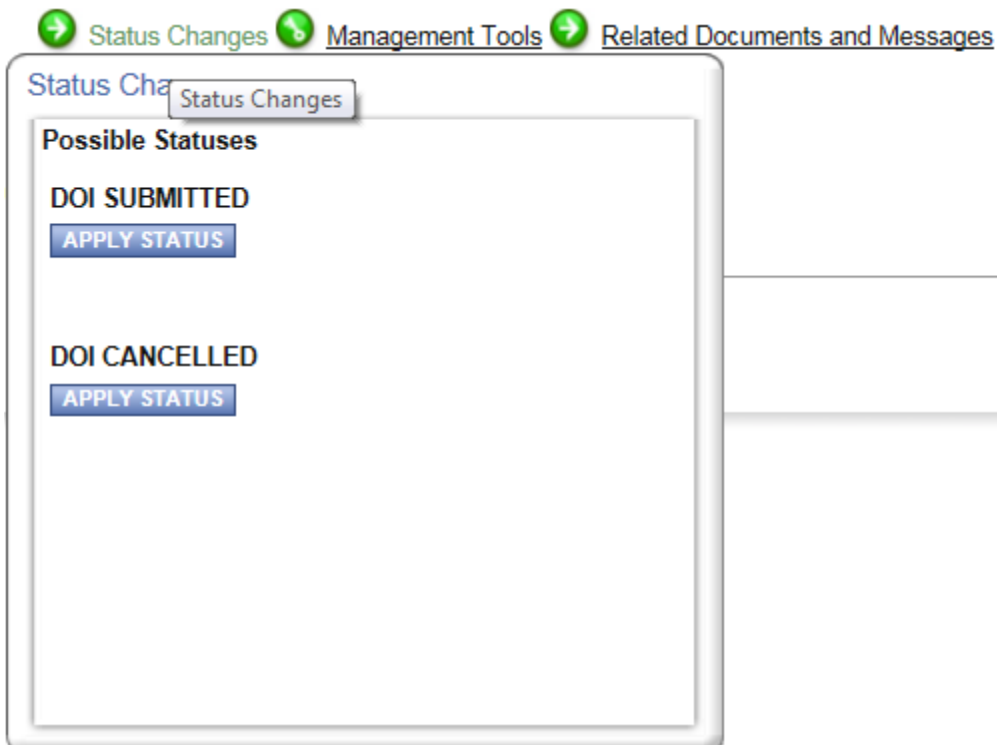 Status Changes Management Tools Related Documents and Messages
Status Cha
Status Changes
Possible Statuses
DOI SUBMITTED
APPLY STATUS
DOI CANCELLED
APPLY STATUS